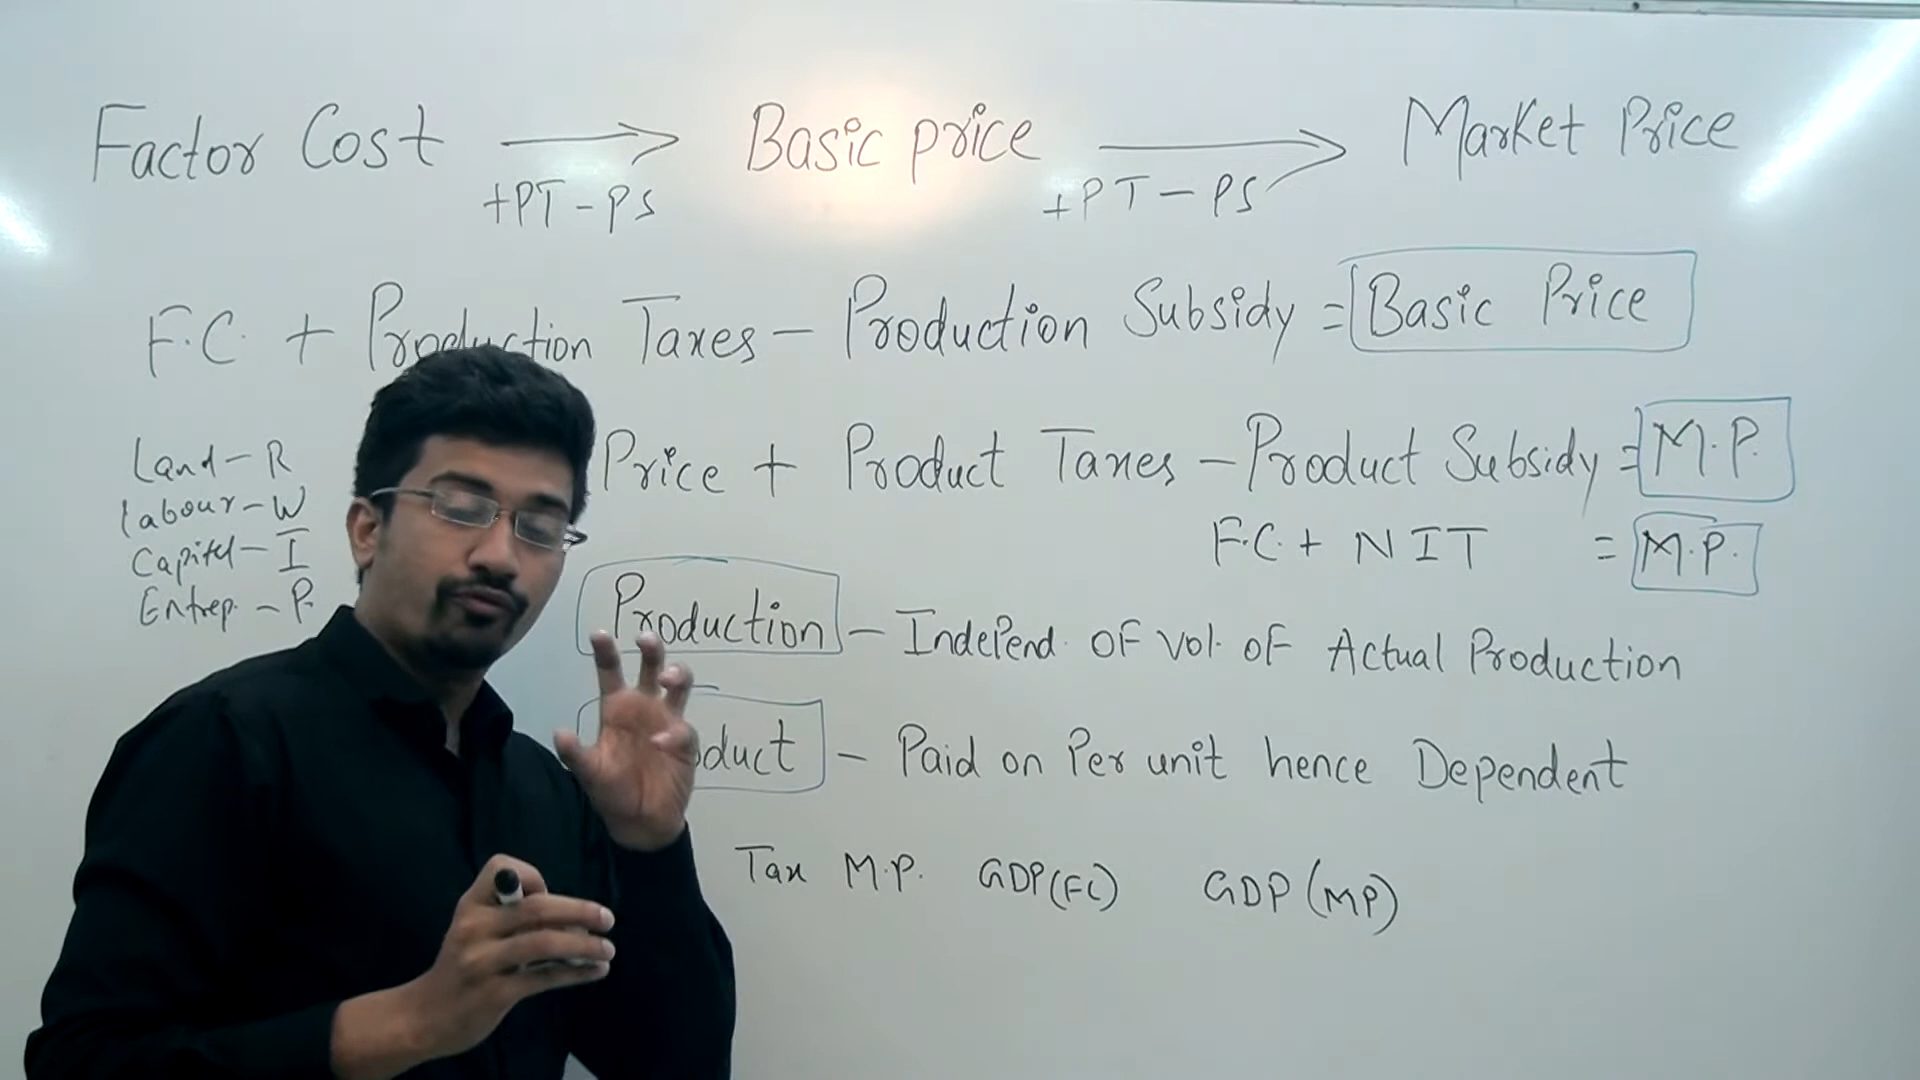 Factor Cost → Basic price → Market Price
+PT - PS +PT - PS
F.C. + Production Taxes - Production Subsidy = Basic Price
Price + Product Taxes - Product Subsidy = M.P.
F.C. + NIT = M.P.
Land - R
Labour - W
Capitel - I
Entrep. - P.
Production - Independ. OF Vol. OF Actual Production
duct - Paid on Per unit hence Dependent
Tax M.P. GDP(FC) GDP (MP)